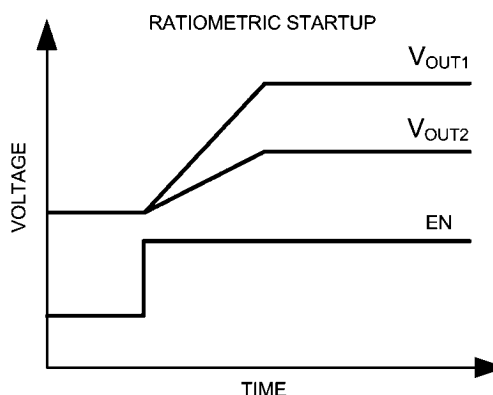 RATIOMETRIC STARTUP
VOUT1
VOUT2
VOLTAGE
EN
TIME